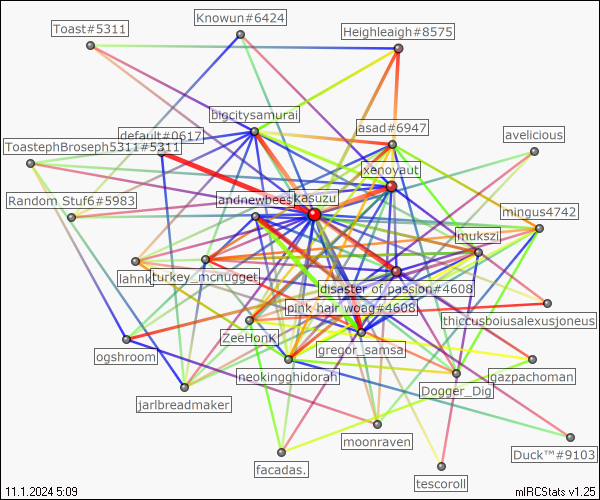 Knowun#6424
Toast#5311
Heighleaigh#8575
bigcitysamurai
asad#6947
default#0617
avelicious
ToastephBroseph5311#5311
xenoyaut
andnewbees
kasuzu
Random Stuf6#5983
mingus4742
mukszi
lahnk
turkey_mcnugget
disaster of passion#4608
pink hair woag#4608
thiccusboiusalexusjoneus
ZeeHonK
gregor_samsa
ogshroom
neokingghidorah
gazpachoman
Dogger_Dig
jarlbreadmaker
moonraven
Duck™#9103
facadas.
tescoroll
11.1.2024 5:09
mIRCStats v1.25